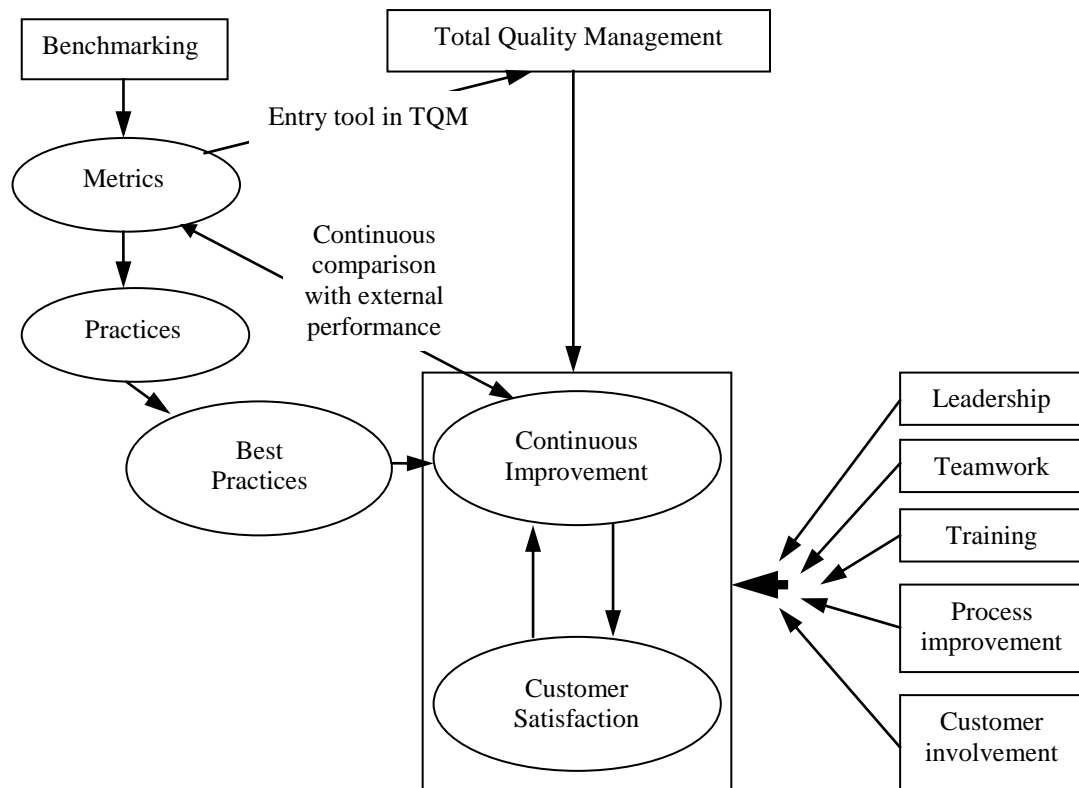 Benchmarking
Total Quality Management
Entry tool in TQM
Metrics
Continuous
comparison
with external
performance
Practices
Best
Practices
Continuous
Improvement
Customer
Satisfaction
Leadership
Teamwork
Training
Process
improvement
Customer
involvement